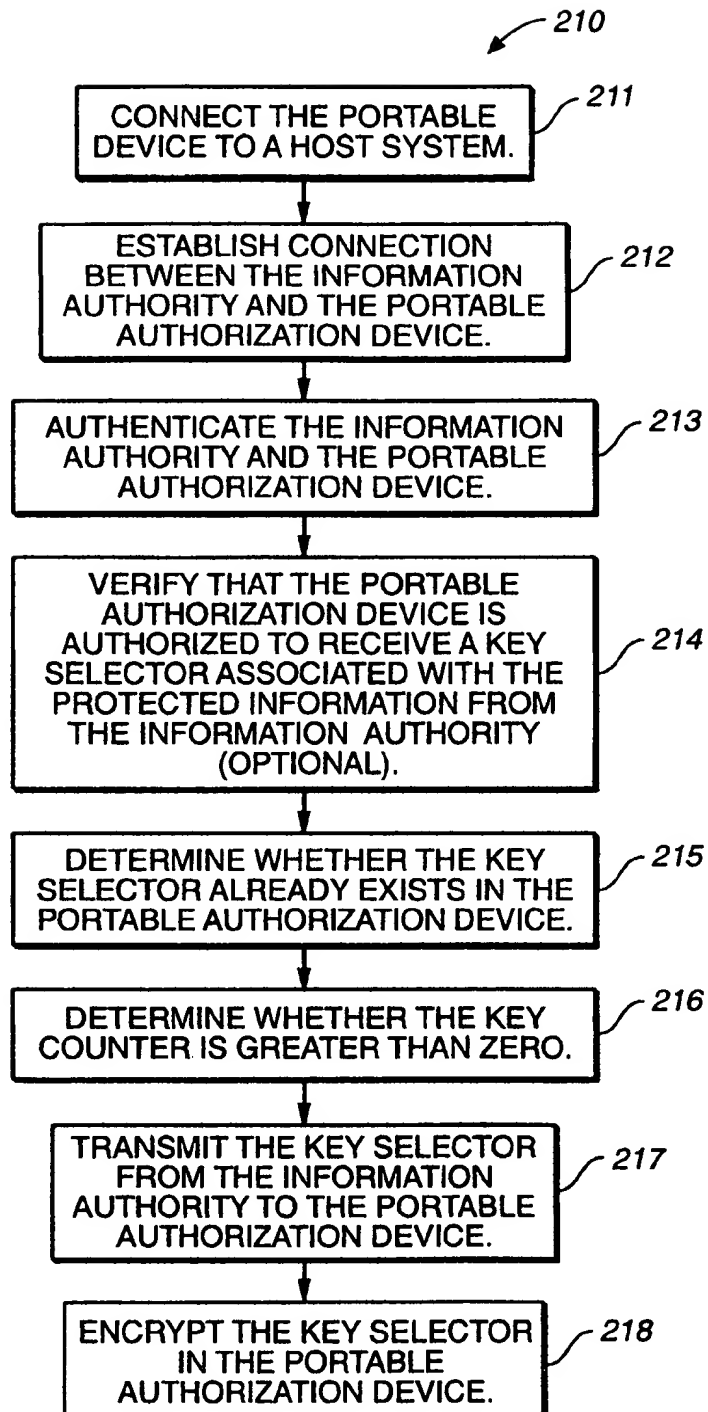 210
CONNECT THE PORTABLE
DEVICE TO A HOST SYSTEM.
211
ESTABLISH CONNECTION
BETWEEN THE INFORMATION
AUTHORITY AND THE PORTABLE
AUTHORIZATION DEVICE.
212
AUTHENTICATE THE INFORMATION
AUTHORITY AND THE PORTABLE
AUTHORIZATION DEVICE.
213
VERIFY THAT THE PORTABLE
AUTHORIZATION DEVICE IS
AUTHORIZED TO RECEIVE A KEY
SELECTOR ASSOCIATED WITH THE
PROTECTED INFORMATION FROM
THE INFORMATION AUTHORITY
(OPTIONAL).
214
DETERMINE WHETHER THE KEY
SELECTOR ALREADY EXISTS IN THE
PORTABLE AUTHORIZATION DEVICE.
215
DETERMINE WHETHER THE KEY
COUNTER IS GREATER THAN ZERO.
216
TRANSMIT THE KEY SELECTOR
FROM THE INFORMATION
AUTHORITY TO THE PORTABLE
AUTHORIZATION DEVICE.
217
ENCRYPT THE KEY SELECTOR
IN THE PORTABLE
AUTHORIZATION DEVICE.
218